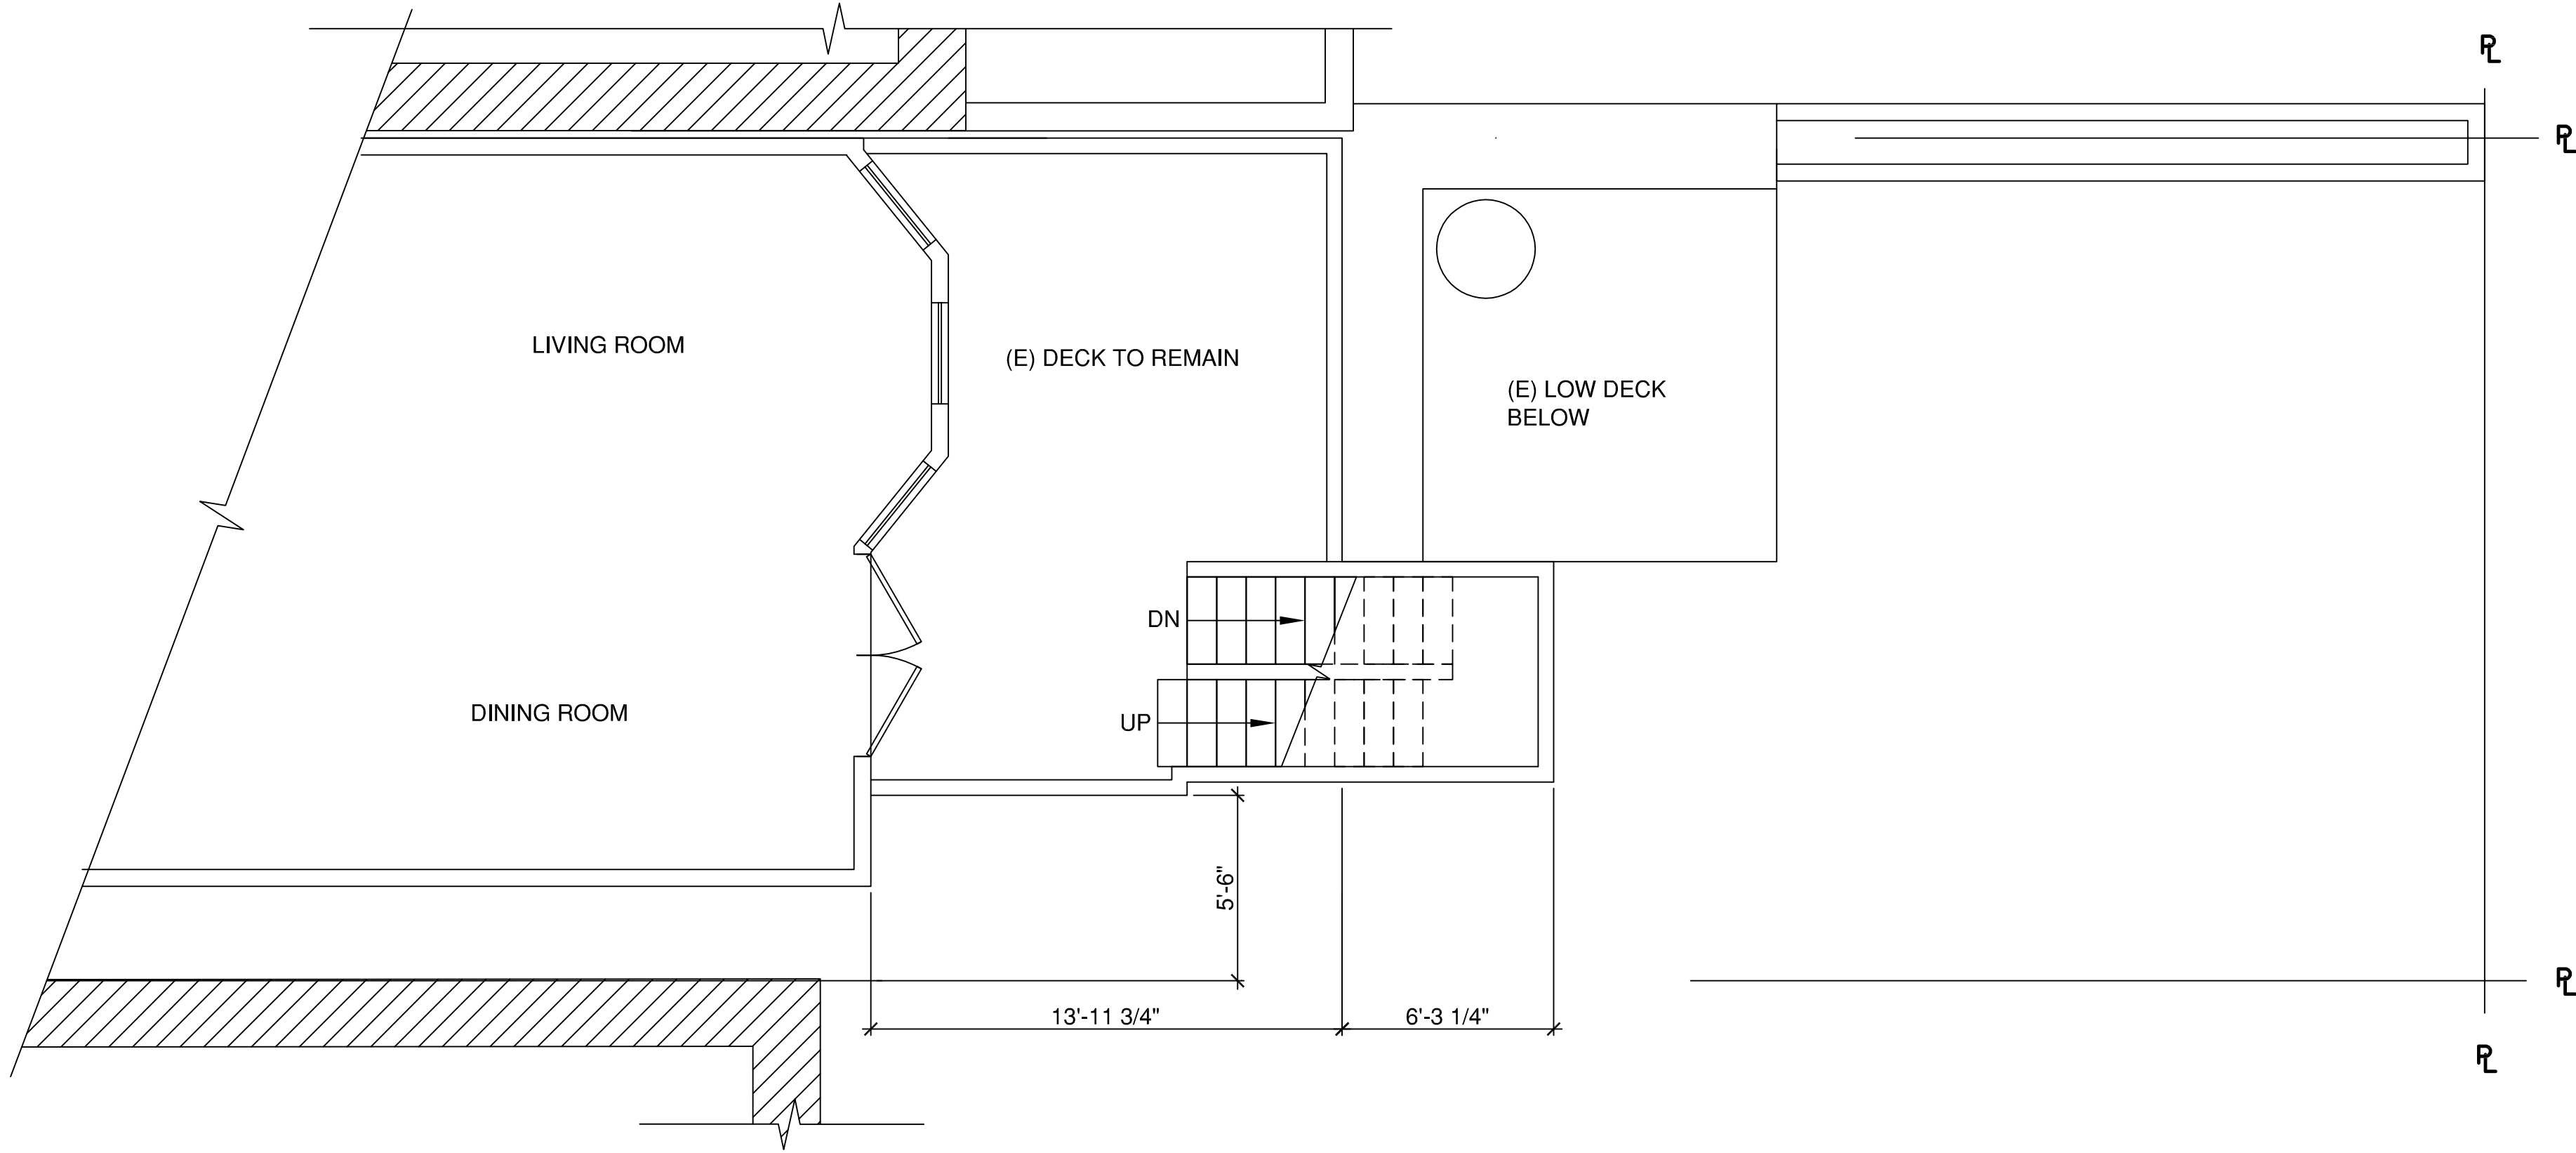 PL
PL
LIVING ROOM
(E) DECK TO REMAIN
(E) LOW DECK
BELOW
DN
UP
DINING ROOM
5'-6"
PL
13'-11 3/4"
6'-3 1/4"
PL